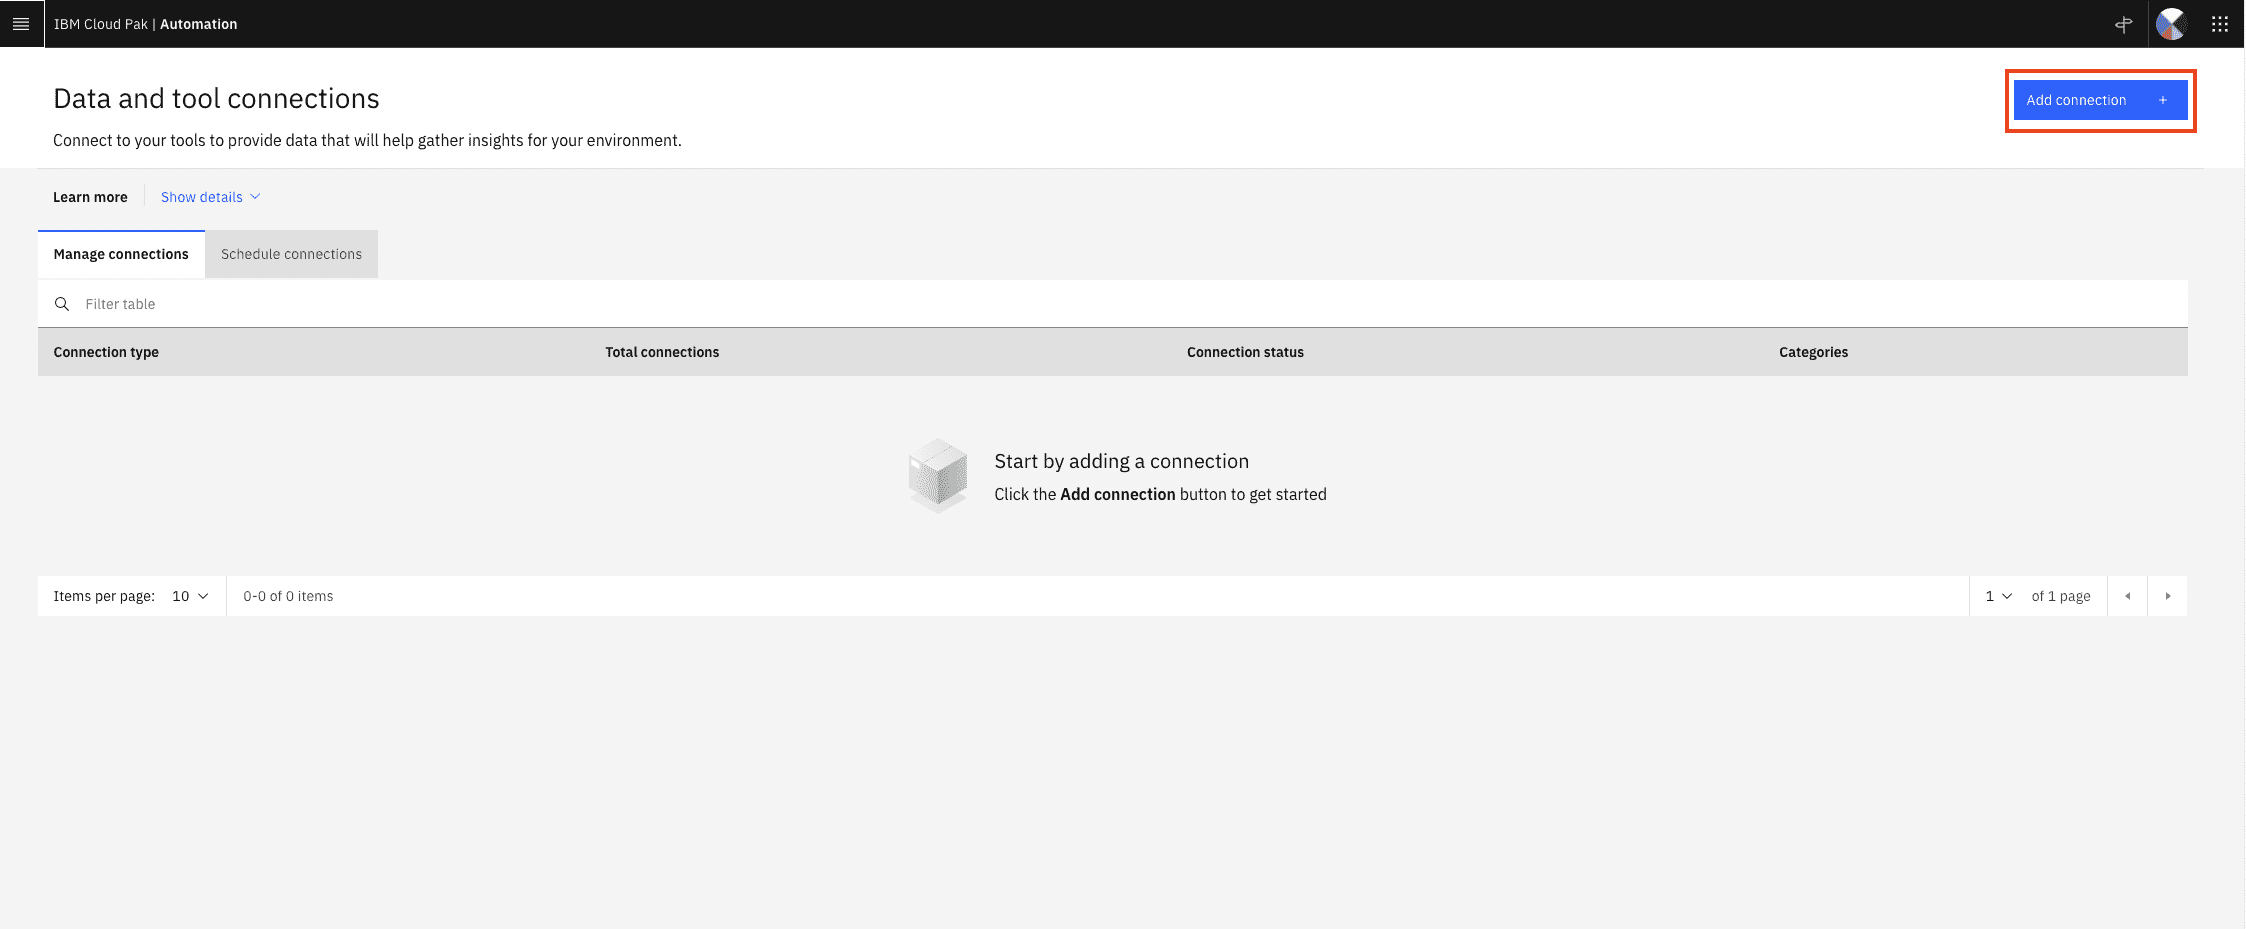 IBM Cloud Pak | Automation
Data and tool connections
Add connection +
Connect to your tools to provide data that will help gather insights for your environment.
Learn more Show details
Manage connections Schedule connections
Filter table
Connection type Total connections Connection status Categories
Start by adding a connection
Click the Add connection button to get started
Items per page: 10 0-0 of 0 items 1 of 1 page